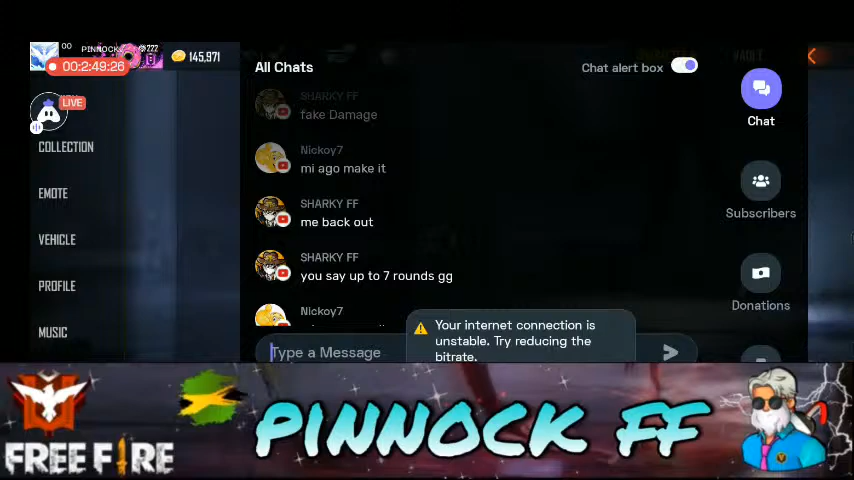 00
PINNOCK
@222
145,971
00:2:49:26
LIVE
COLLECTION
EMOTE
VEHICLE
PROFILE
MUSIC
All Chats
Chat alert box
SHARKY FF
fake Damage
Nickoy7
mi ago make it
SHARKY FF
me back out
SHARKY FF
you say up to 7 rounds gg
Nickoy7
Your internet connection is
unstable. Try reducing the
bitrate.
Type a Message
VAULT
Chat
Subscribers
Donations
FREE FIRE
PINNOCK FF